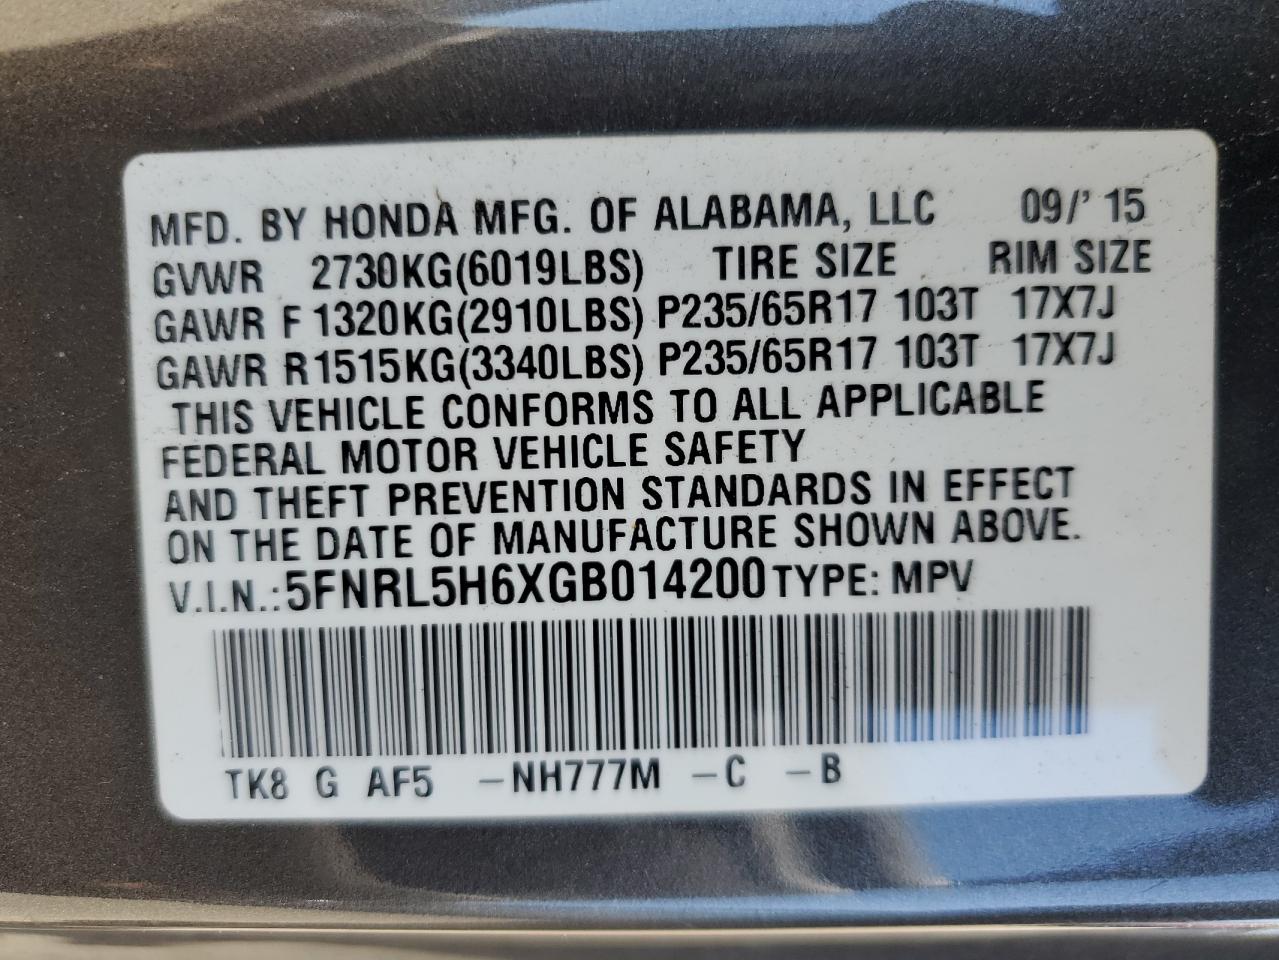 MFD. BY HONDA MFG. OF ALABAMA, LLC 09/' 15
GVWR 2730KG(6019LBS) TIRE SIZE RIM SIZE
GAWR F 1320KG(2910LBS) P235/65R17 103T 17X7J
GAWR R1515KG(3340LBS) P235/65R17 103T 17X7J
THIS VEHICLE CONFORMS TO ALL APPLICABLE
FEDERAL MOTOR VEHICLE SAFETY
AND THEFT PREVENTION STANDARDS IN EFFECT
ON THE DATE OF MANUFACTURE SHOWN ABOVE.
V.I.N.:5FNRL5H6XGB014200 TYPE: MPV
TK8 G AF5 -NH777M -C -B